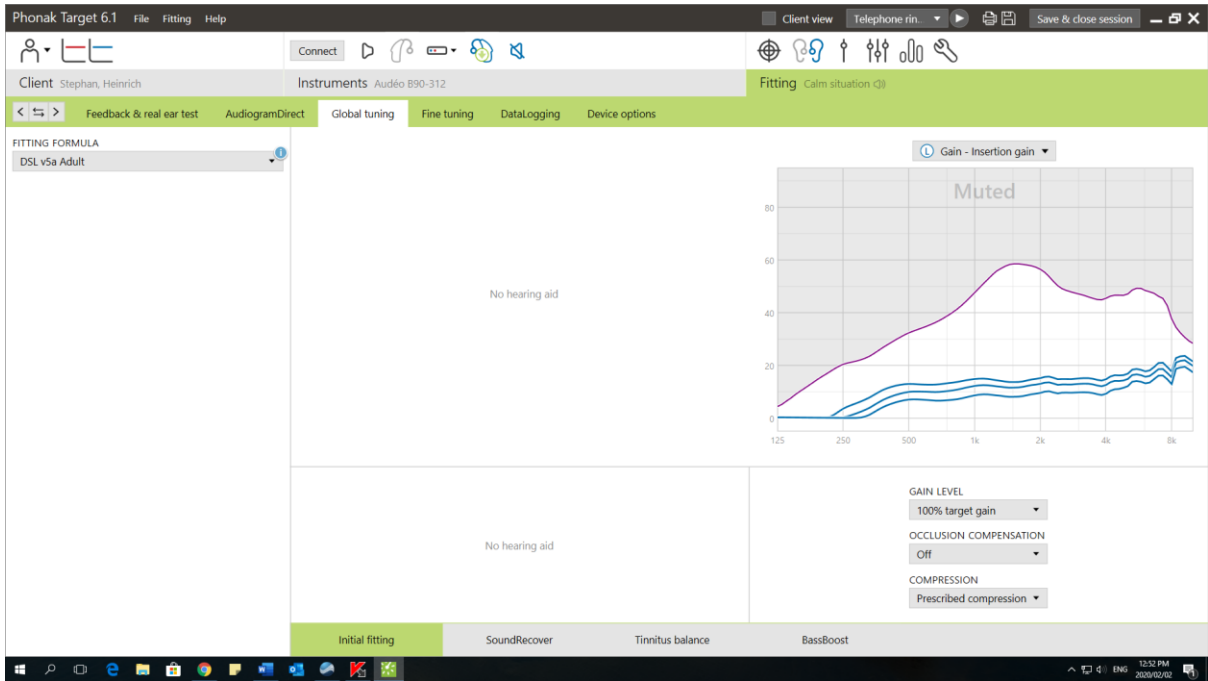 Phonak Target 6.1 File Fitting Help
Client view Telephone rin.. Save & close session
Connect
Client Stephan, Heinrich
Instruments Audéo B90-312
Fitting Calm situation
Feedback & real ear test AudiogramDirect Global tuning Fine tuning DataLogging Device options
FITTING FORMULA
DSL v5a Adult
i
No hearing aid
L Gain - Insertion gain
Muted
80
60
40
20
0
125 250 500 1k 2k 4k 8k
No hearing aid
GAIN LEVEL
100% target gain
OCCLUSION COMPENSATION
Off
COMPRESSION
Prescribed compression
Initial fitting SoundRecover Tinnitus balance BassBoost
ENG
12:52 PM
2020/02/02